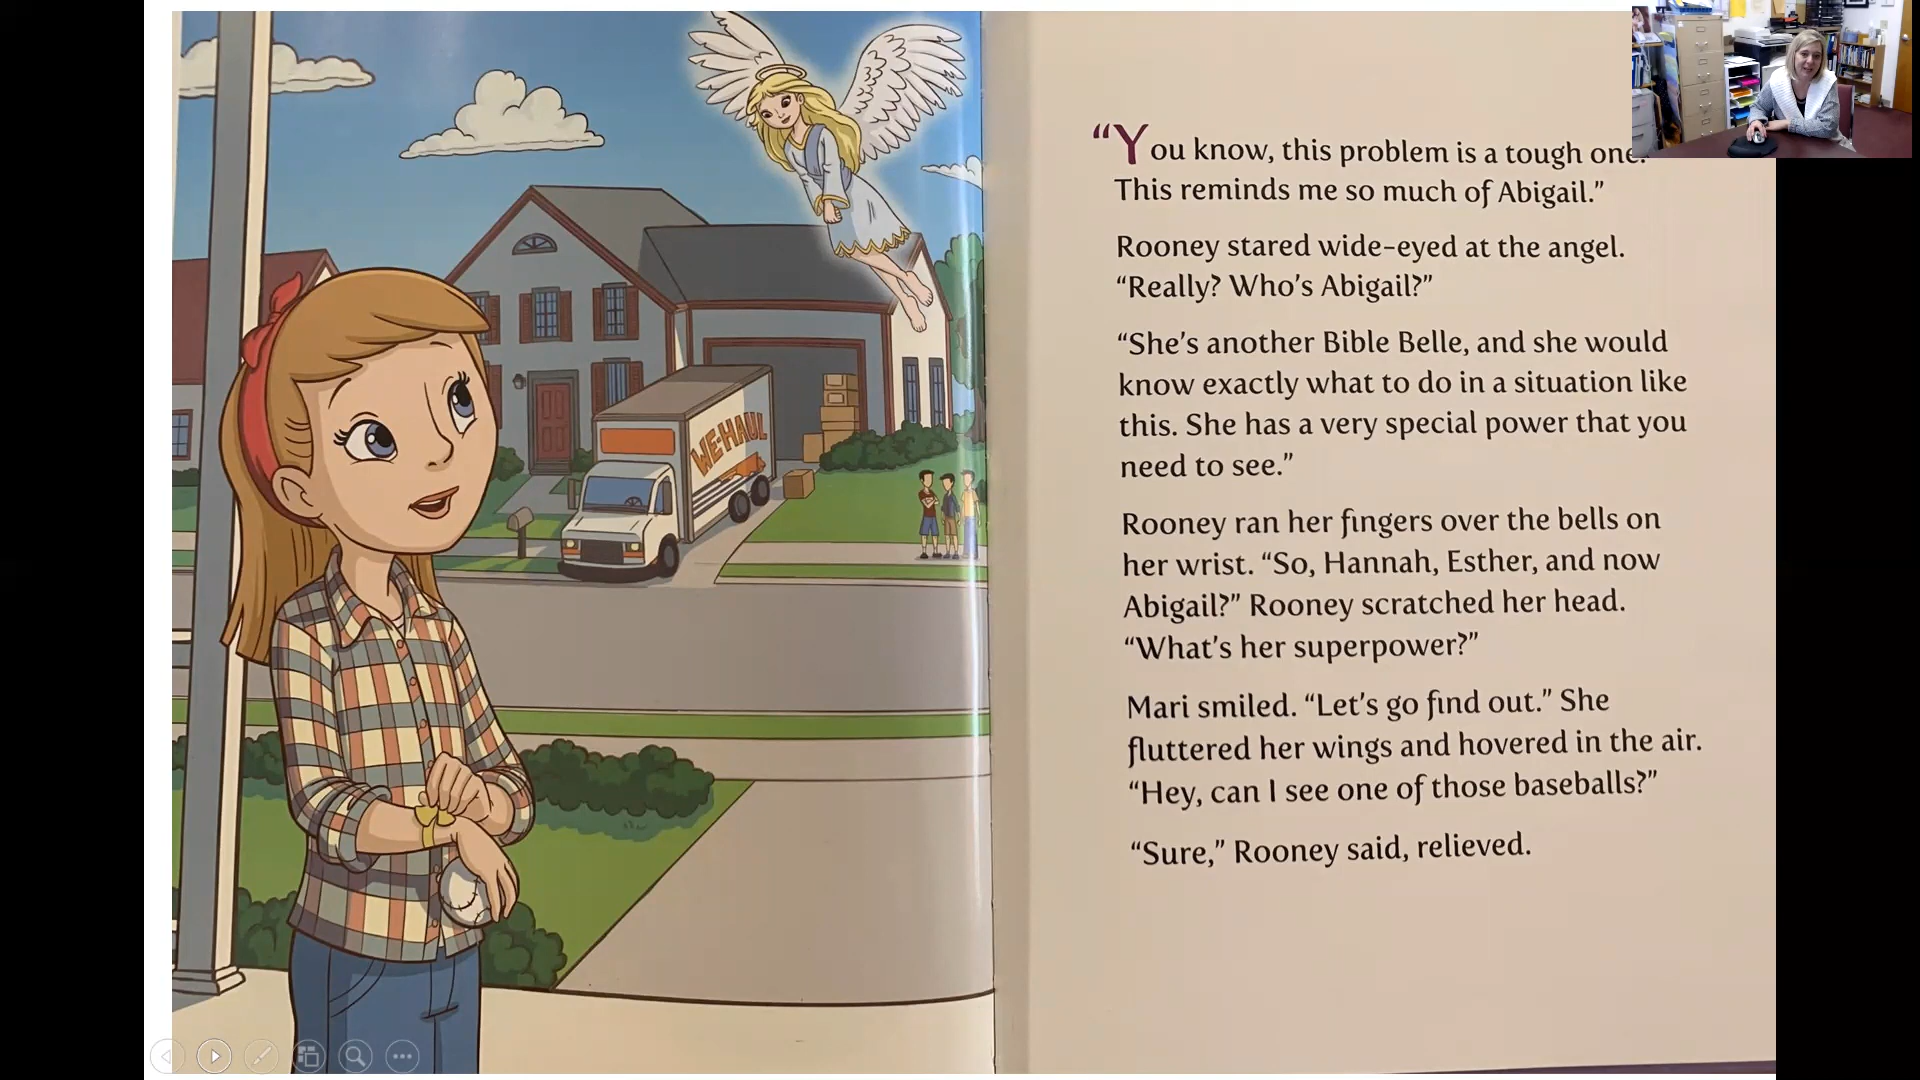 WE-HAUL
“You know, this problem is a tough one.
This reminds me so much of Abigail.”
Rooney stared wide-eyed at the angel.
“Really? Who’s Abigail?”
“She’s another Bible Belle, and she would
know exactly what to do in a situation like
this. She has a very special power that you
need to see.”
Rooney ran her fingers over the bells on
her wrist. “So, Hannah, Esther, and now
Abigail?” Rooney scratched her head.
“What’s her superpower?”
Mari smiled. “Let’s go find out.” She
fluttered her wings and hovered in the air.
“Hey, can I see one of those baseballs?”
“Sure,” Rooney said, relieved.